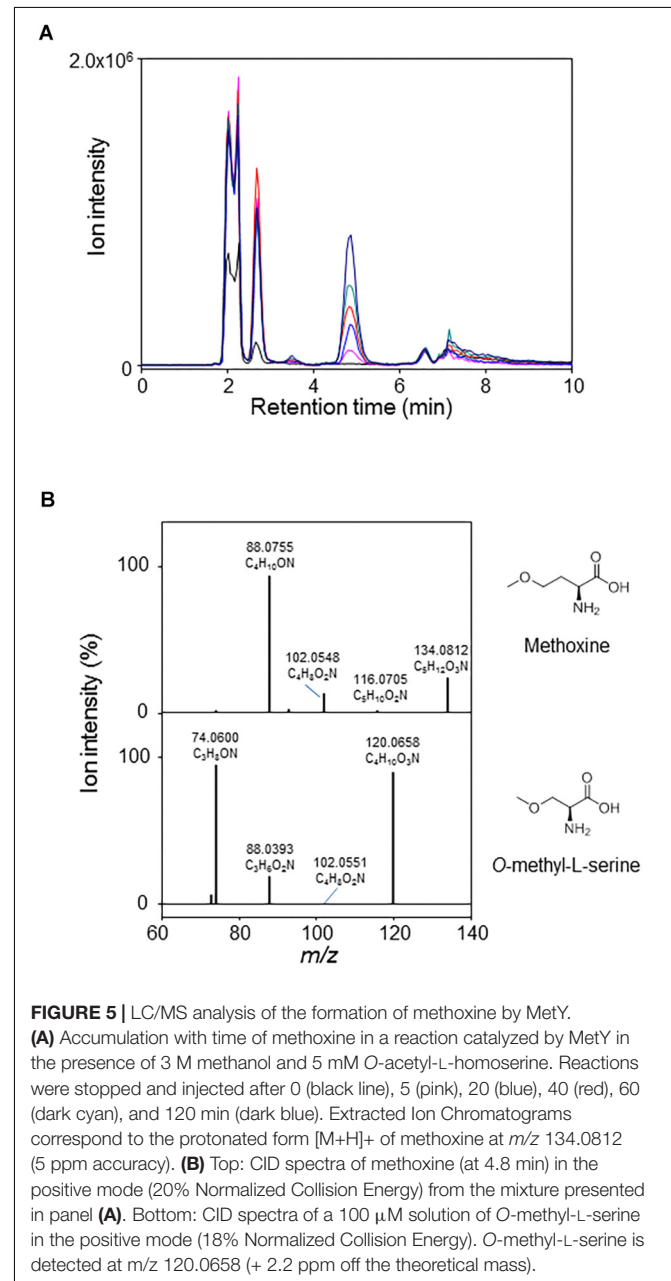 A
2.0x10⁶
Ion intensity
0
0 2 4 6 8 10
Retention time (min)
B
Ion intensity (%)
100
88.0755
C₄H₁₀ON
102.0548
C₄H₈O₂N
116.0705
C₅H₁₀O₂N
134.0812
C₅H₁₂O₃N
0
O
O
OH
NH₂
Methoxine
100
74.0600
C₃H₈ON
88.0393
C₃H₆O₂N
102.0551
C₄H₈O₂N
120.0658
C₄H₁₀O₃N
0
O
O
OH
NH₂
O-methyl-L-serine
60 80 100 120 140
m/z
FIGURE 5 | LC/MS analysis of the formation of methoxine by MetY.
(A) Accumulation with time of methoxine in a reaction catalyzed by MetY in
the presence of 3 M methanol and 5 mM O-acetyl-L-homoserine. Reactions
were stopped and injected after 0 (black line), 5 (pink), 20 (blue), 40 (red), 60
(dark cyan), and 120 min (dark blue). Extracted Ion Chromatograms
correspond to the protonated form [M+H]+ of methoxine at m/z 134.0812
(5 ppm accuracy). (B) Top: CID spectra of methoxine (at 4.8 min) in the
positive mode (20% Normalized Collision Energy) from the mixture presented
in panel (A). Bottom: CID spectra of a 100 μM solution of O-methyl-L-serine
in the positive mode (18% Normalized Collision Energy). O-methyl-L-serine is
detected at m/z 120.0658 (+ 2.2 ppm off the theoretical mass).